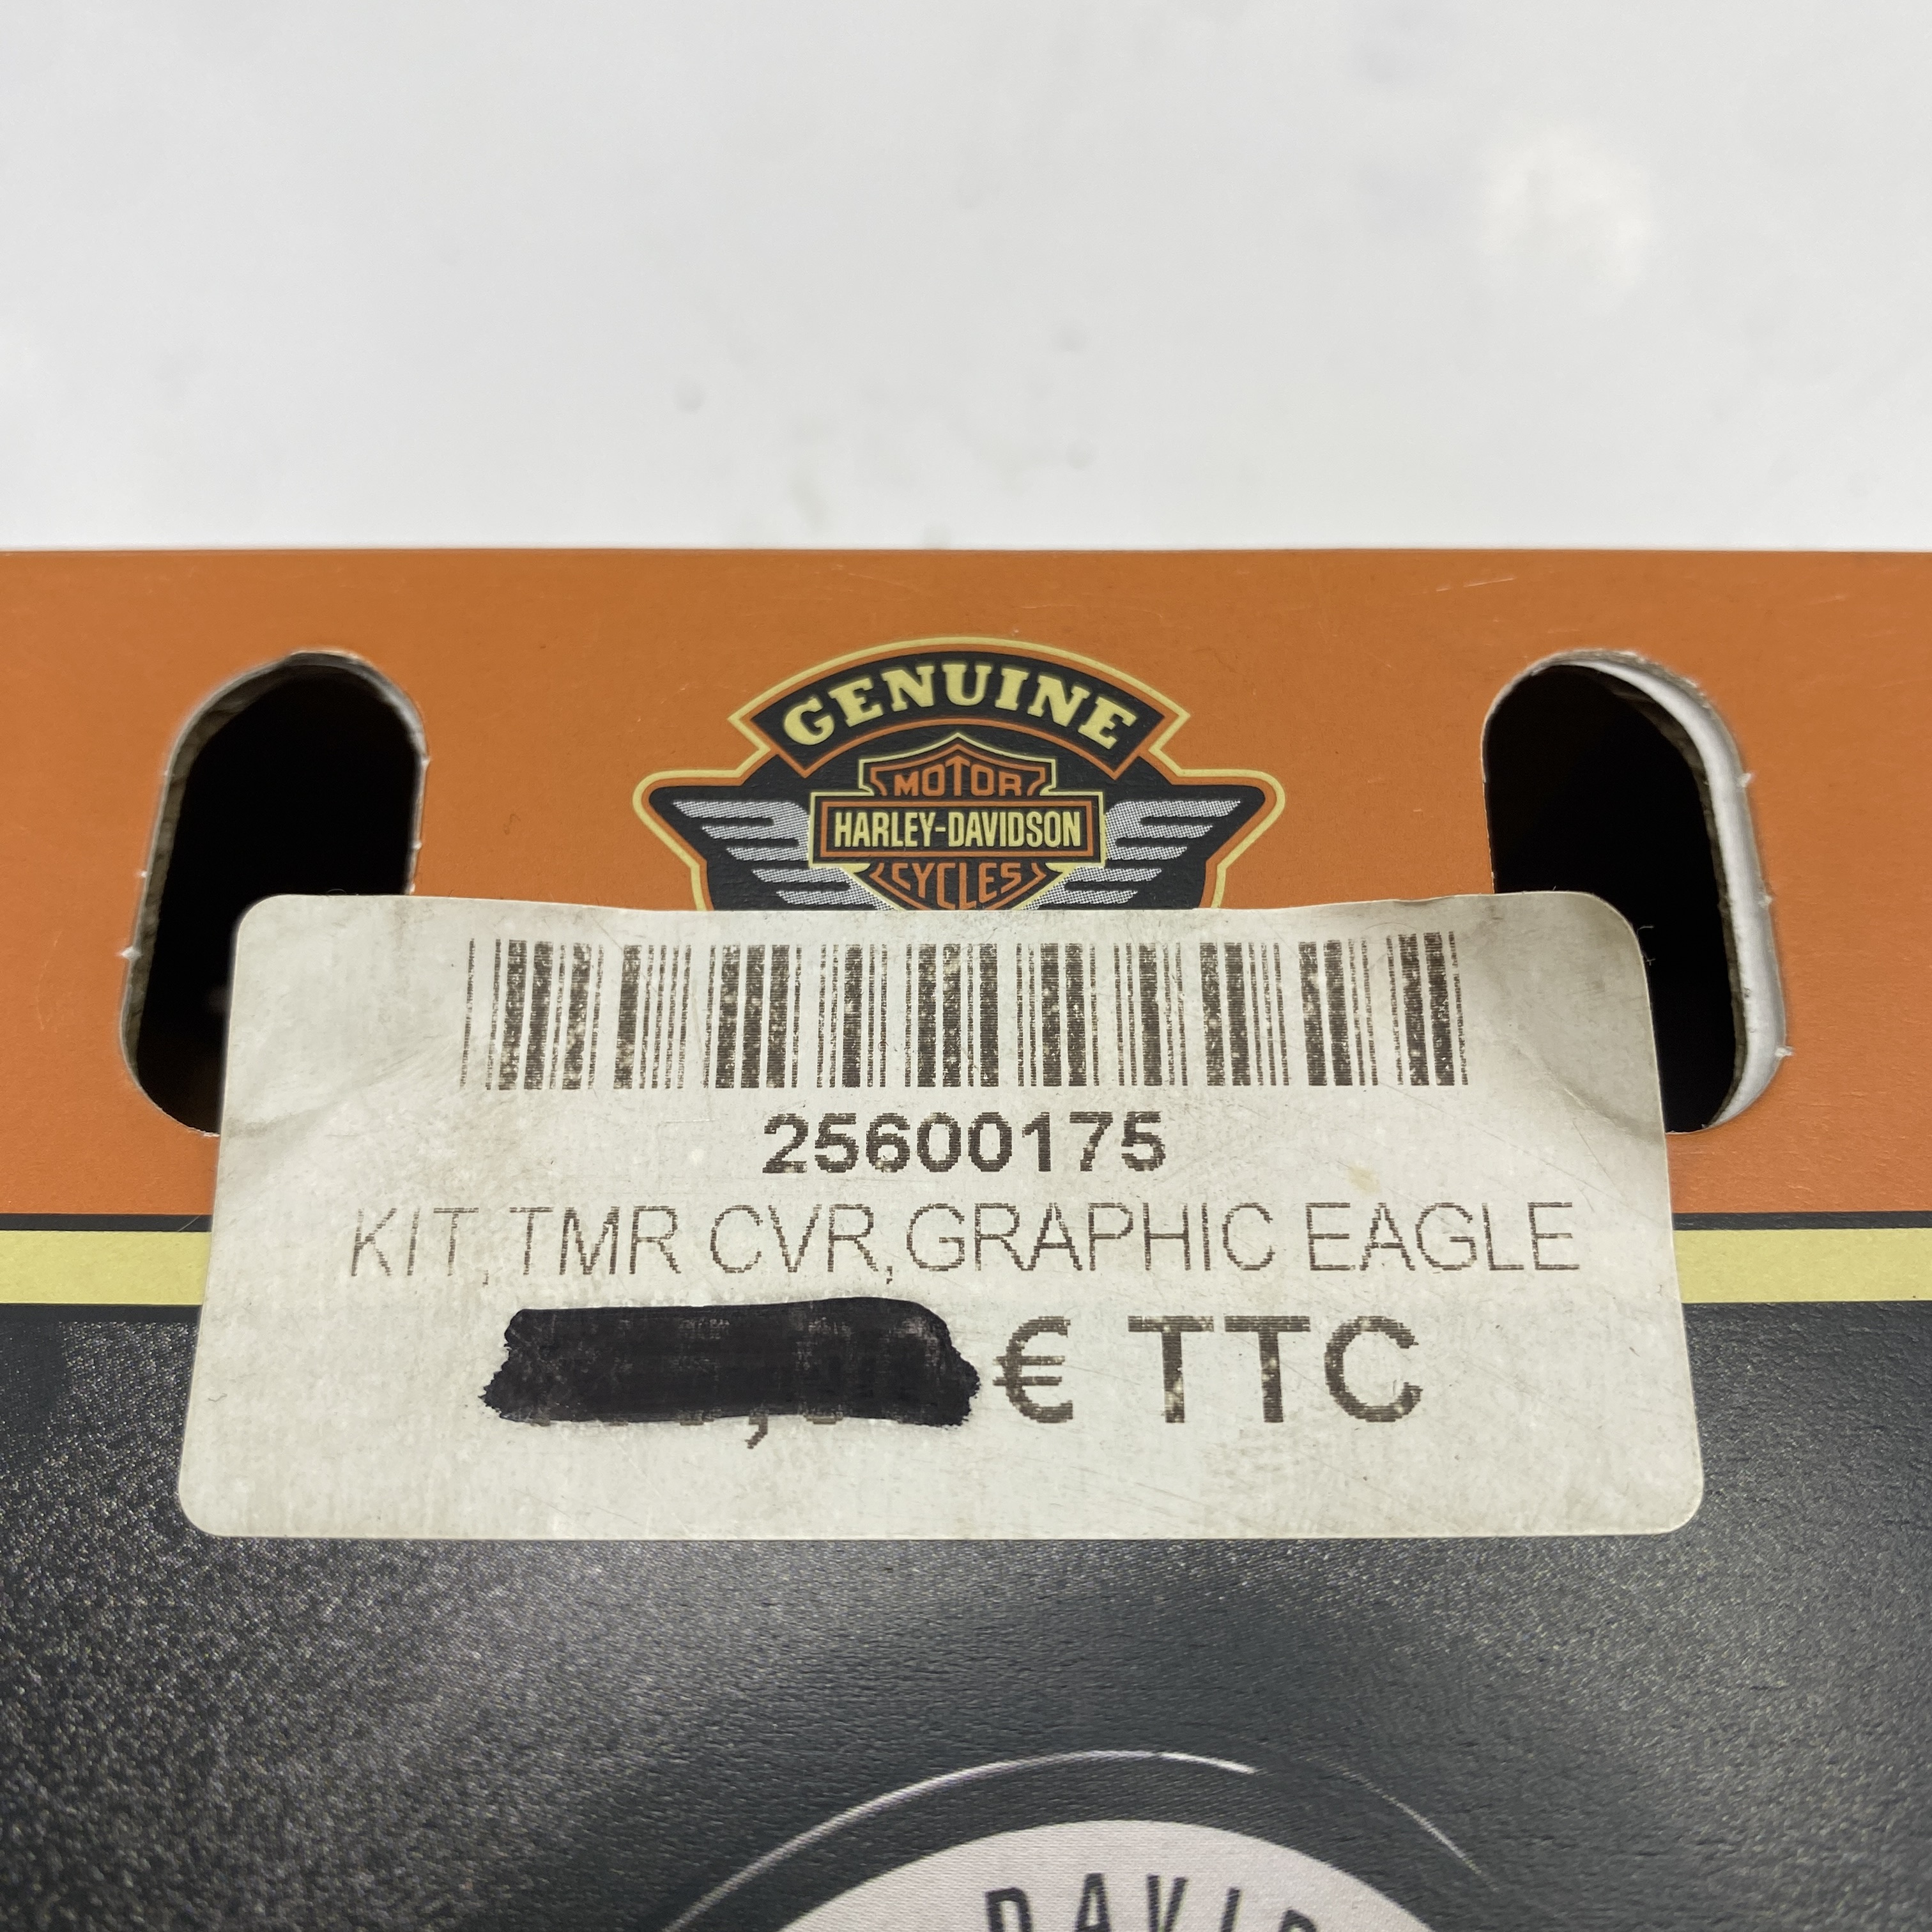 GENUINE
MOTOR
HARLEY-DAVIDSON
CYCLES
25600175
KIT,TMR CVR,GRAPHIC EAGLE
€ TTC